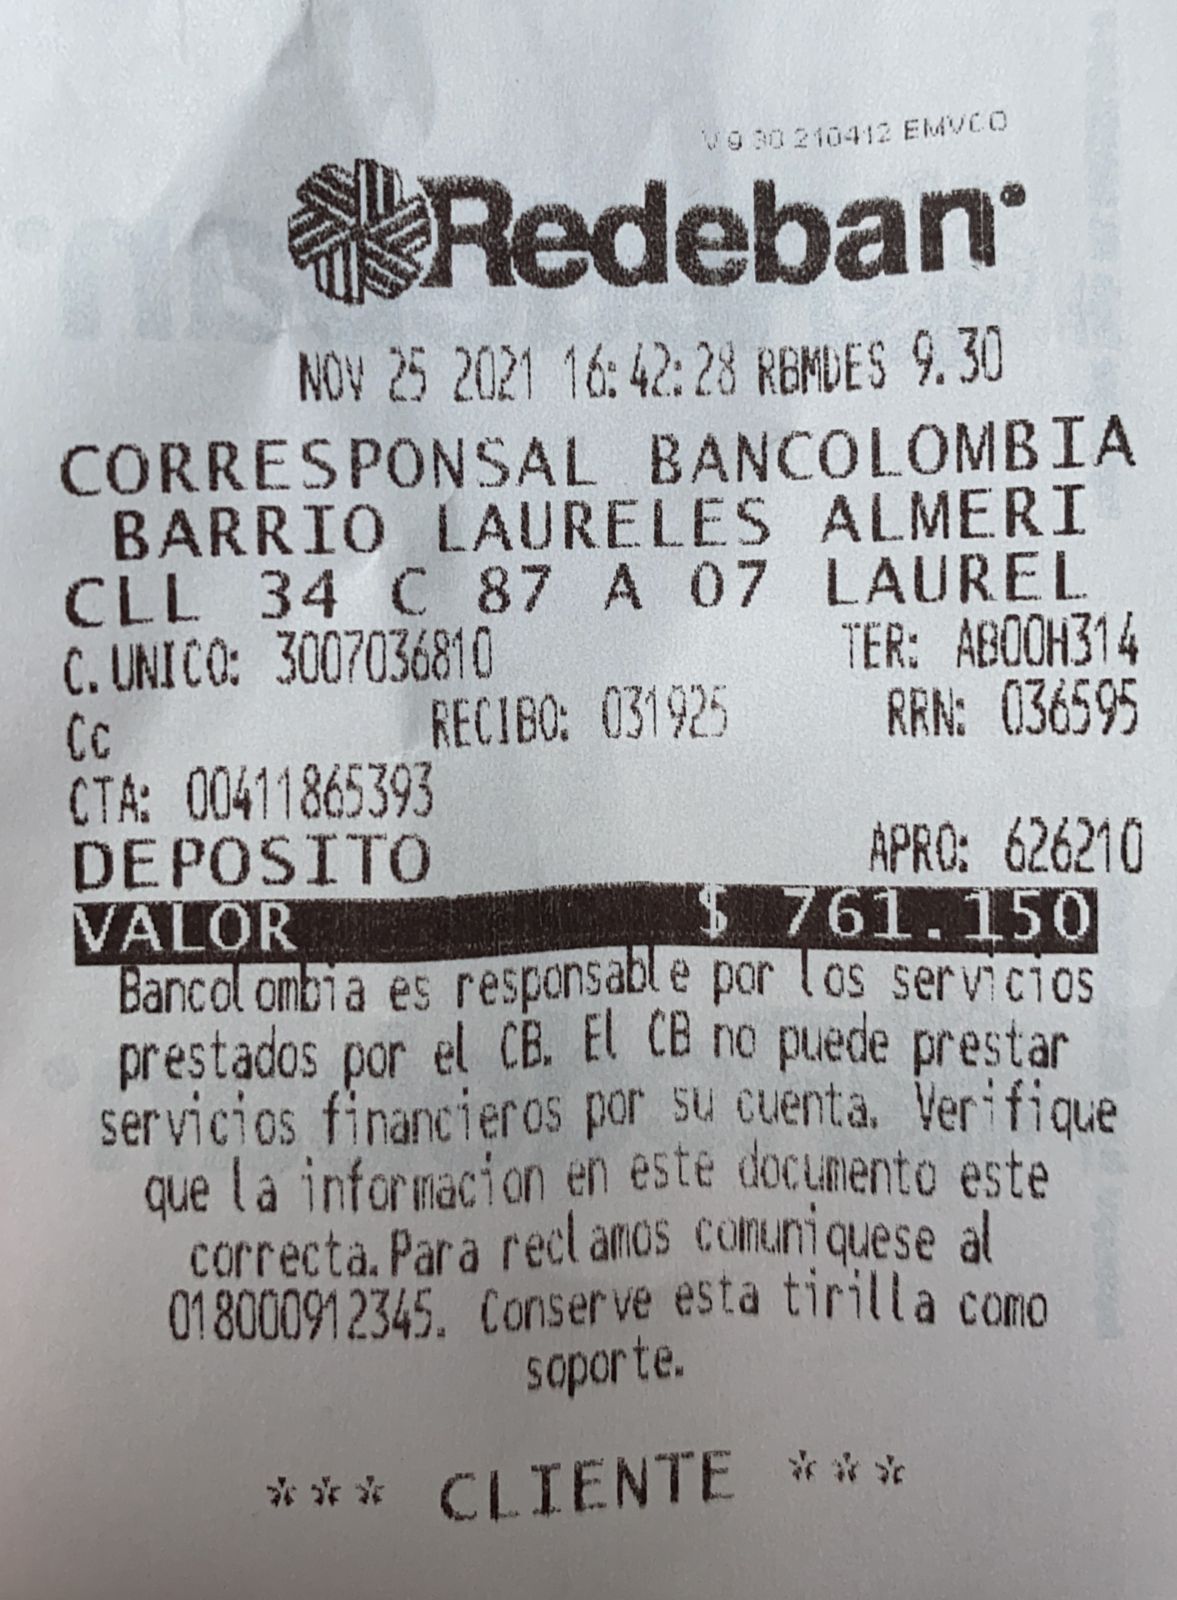 V 9 30 210412 EMVCO
Redeban
NOV 25 2021 16:42:28 RBMDES 9.30
CORRESPONSAL BANCOLOMBIA
BARRIO LAURELES ALMERI
CLL 34 C 87 A 07 LAUREL
C. UNICO: 3007036810 TER: AB00H314
Cc RECIBO: 031925 RRN: 036595
CTA: 00411865393
DEPOSITO APRO: 626210
VALOR $ 761.150
Bancolombia es responsable por los servicios
prestados por el CB. El CB no puede prestar
servicios financieros por su cuenta. Verifique
que la informacion en este documento este
correcta.Para reclamos comuniquese al
018000912345. Conserve esta tirilla como
soporte.
*** CLIENTE ***